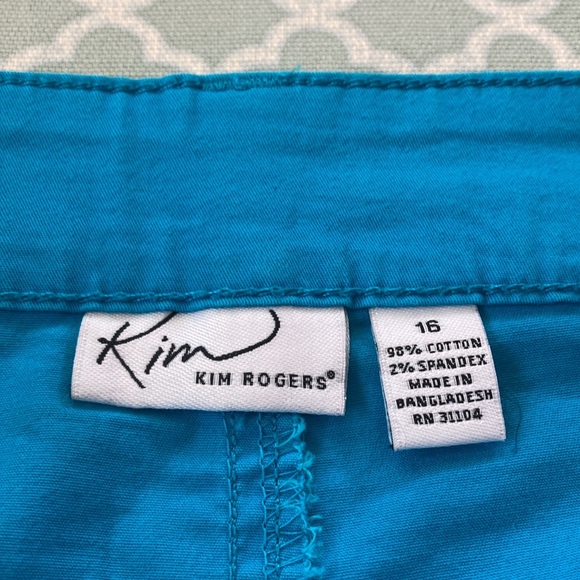 Kim
KIM ROGERS®
16
98% COTTON
2% SPANDEX
MADE IN
BANGLADESH
RN 31104